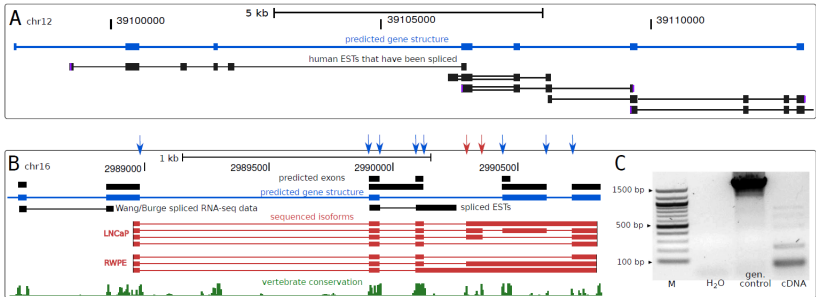 A
chr12
39100000
5 kb
39105000
39110000
predicted gene structure
human ESTs that have been spliced
B
chr16
2989000
1 kb
2989500
2990000
2990500
predicted exons
predicted gene structure
Wang/Burge spliced RNA-seq data
spliced ESTs
sequenced isoforms
LNCaP
RWPE
vertebrate conservation
C
1500 bp
500 bp
100 bp
M
H₂O
gen.
control
cDNA